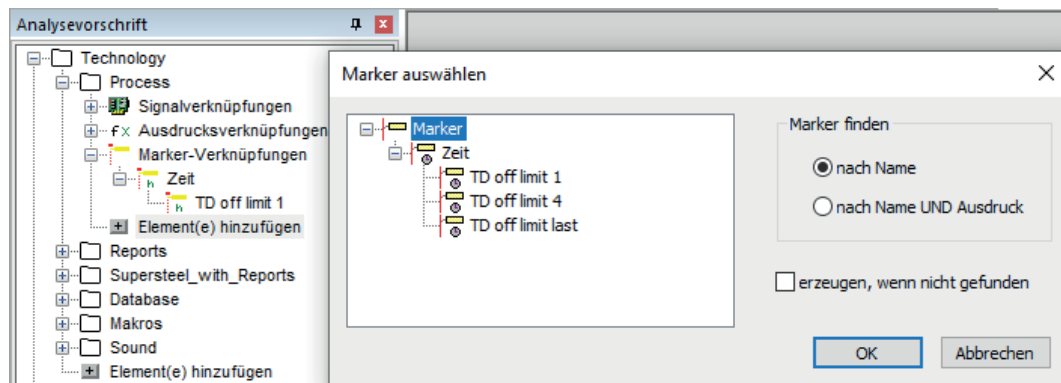 Analysevorschrift
Technology
Process
Signalverknüpfungen
fx Ausdrucksverknüpfungen
Marker-Verknüpfungen
Zeit
TD off limit 1
Element(e) hinzufügen
Reports
Supersteel_with_Reports
Database
Makros
Sound
Element(e) hinzufügen
Marker auswählen
Marker
Zeit
TD off limit 1
TD off limit 4
TD off limit last
Marker finden
nach Name
nach Name UND Ausdruck
erzeugen, wenn nicht gefunden
OK
Abbrechen